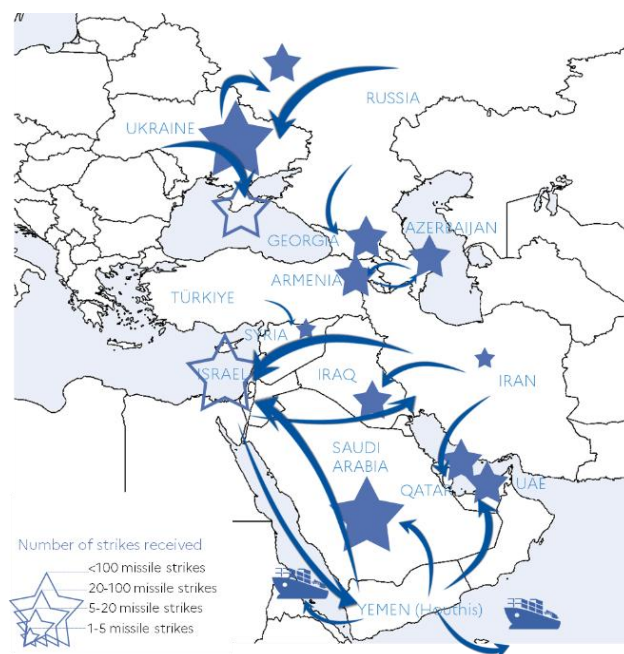 RUSSIA
UKRAINE
GEORGIA
AZERBAIJAN
ARMENIA
TÜRKIYE
SYRIA
ISRAEL
IRAQ
IRAN
SAUDI
ARABIA
QATAR
UAE
YEMEN (Houthis)
Number of strikes received
<100 missile strikes
20-100 missile strikes
5-20 missile strikes
1-5 missile strikes